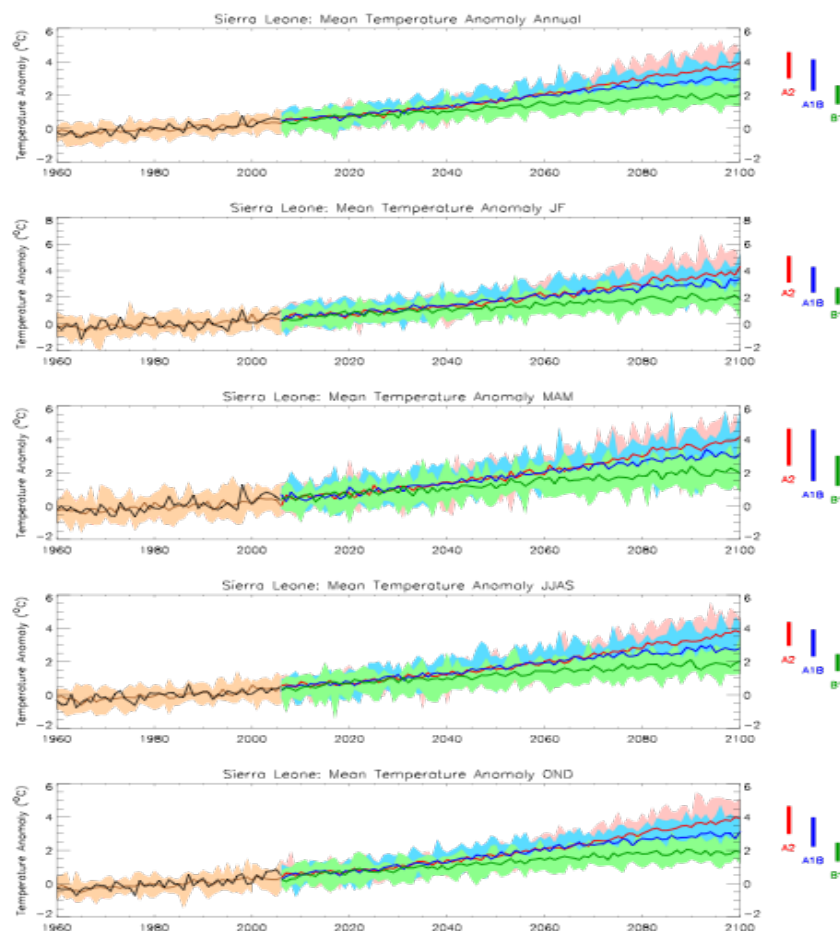 Sierra Leone: Mean Temperature Anomaly Annual
Temperature Anomaly (°C)
6 4 2 0 −2
6 4 2 0 −2
1960 1980 2000 2020 2040 2060 2080 2100
A2 A1B B1
Sierra Leone: Mean Temperature Anomaly JF
Temperature Anomaly (°C)
8 6 4 2 0 −2
8 6 4 2 0 −2
1960 1980 2000 2020 2040 2060 2080 2100
A2 A1B B1
Sierra Leone: Mean Temperature Anomaly MAM
Temperature Anomaly (°C)
6 4 2 0 −2
6 4 2 0 −2
1960 1980 2000 2020 2040 2060 2080 2100
A2 A1B B1
Sierra Leone: Mean Temperature Anomaly JJAS
Temperature Anomaly (°C)
6 4 2 0 −2
6 4 2 0 −2
1960 1980 2000 2020 2040 2060 2080 2100
A2 A1B B1
Sierra Leone: Mean Temperature Anomaly OND
Temperature Anomaly (°C)
6 4 2 0 −2
6 4 2 0 −2
1960 1980 2000 2020 2040 2060 2080 2100
A2 A1B B1